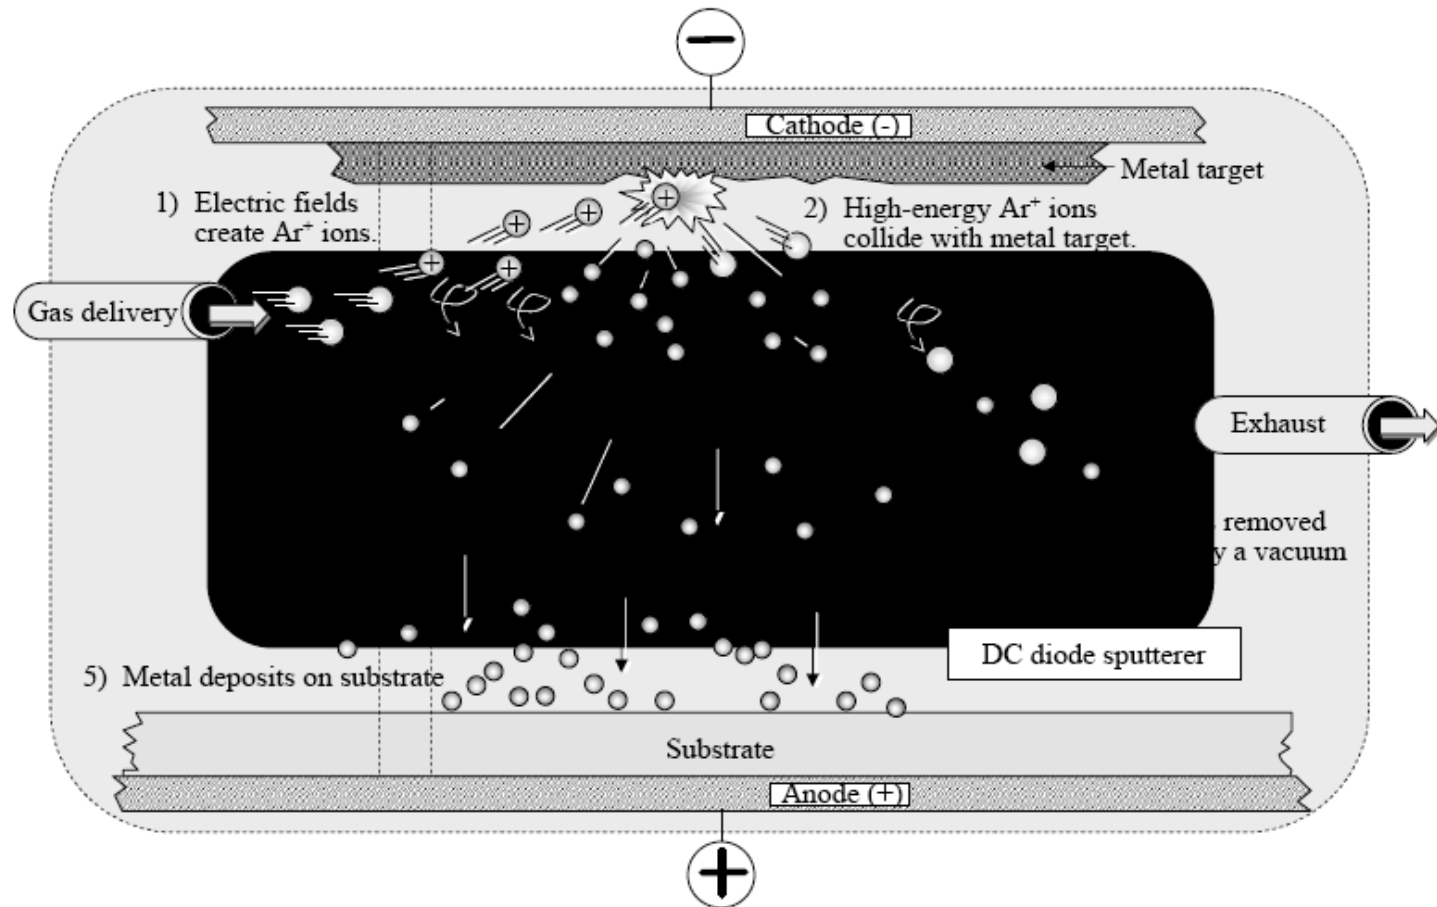 Cathode (-)
Metal target
1) Electric fields
create Ar⁺ ions.
2) High-energy Ar⁺ ions
collide with metal target.
Gas delivery
Exhaust
removed
a vacuum
DC diode sputterer
5) Metal deposits on substrate
Substrate
Anode (+)